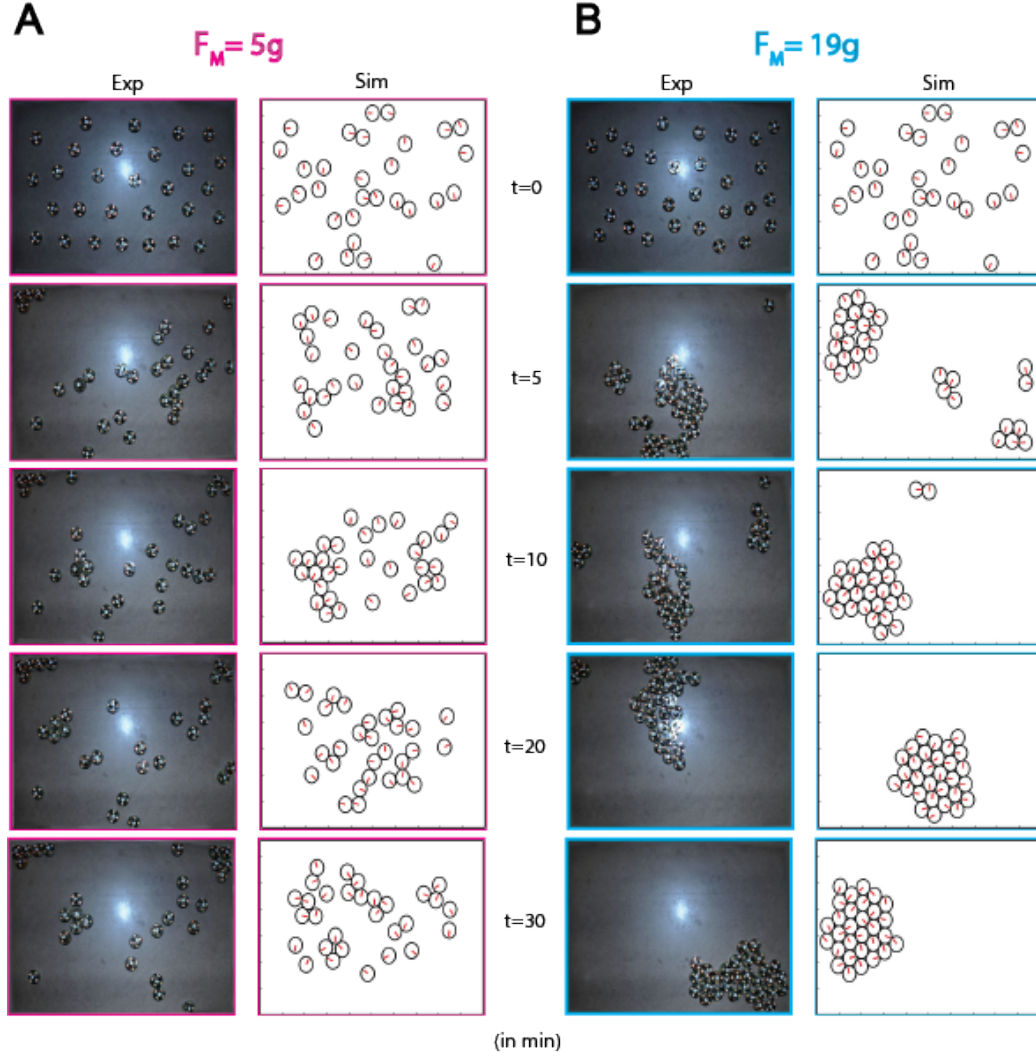 A
B
F_M= 5g
F_M= 19g
Exp
Sim
Exp
Sim
t=0
t=5
t=10
t=20
t=30
(in min)